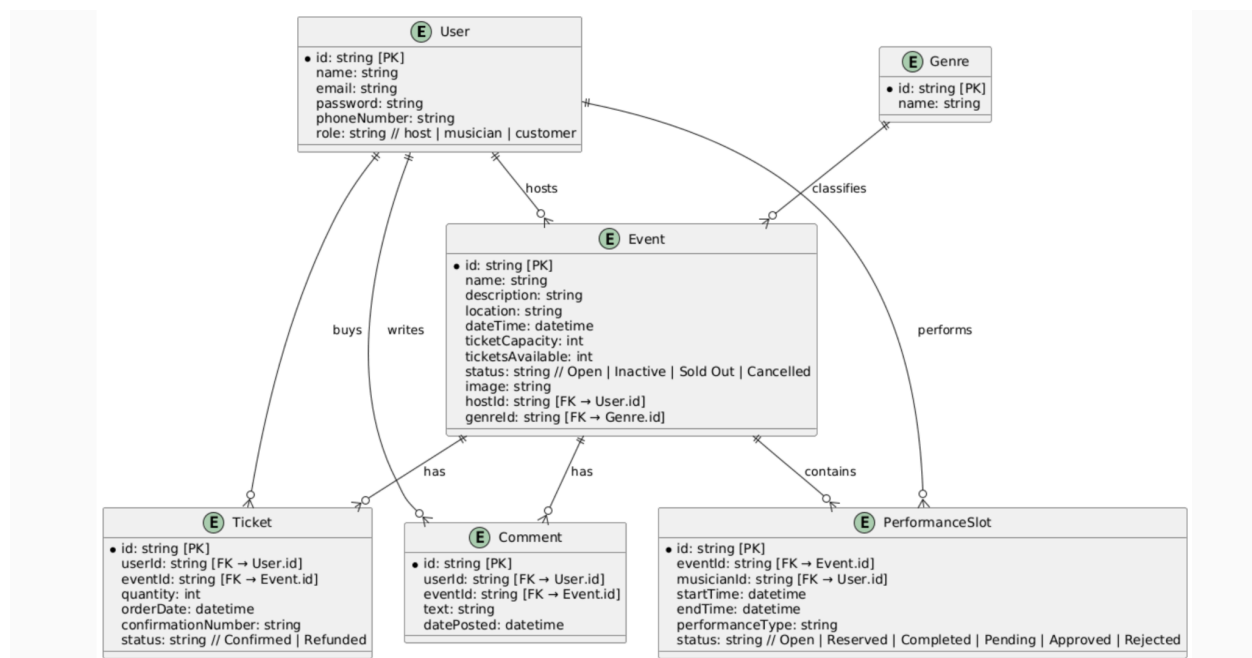 E User
id: string [PK]
name: string
email: string
password: string
phoneNumber: string
role: string // host | musician | customer
E Genre
id: string [PK]
name: string
hosts
classifies
E Event
id: string [PK]
name: string
description: string
location: string
dateTime: datetime
ticketCapacity: int
ticketsAvailable: int
status: string // Open | Inactive | Sold Out | Cancelled
image: string
hostId: string [FK → User.id]
genreId: string [FK → Genre.id]
buys
writes
performs
has
has
contains
E Ticket
id: string [PK]
userId: string [FK → User.id]
eventId: string [FK → Event.id]
quantity: int
orderDate: datetime
confirmationNumber: string
status: string // Confirmed | Refunded
E Comment
id: string [PK]
userId: string [FK → User.id]
eventId: string [FK → Event.id]
text: string
datePosted: datetime
E PerformanceSlot
id: string [PK]
eventId: string [FK → Event.id]
musicianId: string [FK → User.id]
startTime: datetime
endTime: datetime
performanceType: string
status: string // Open | Reserved | Completed | Pending | Approved | Rejected